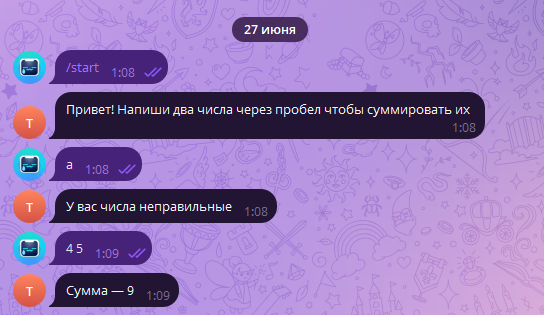 27 июня
/start 1:08
Привет! Напиши два числа через пробел чтобы суммировать их
1:08
а 1:08
Т
У вас числа неправильные 1:08
Т
4 5 1:09
Сумма — 9 1:09
Т